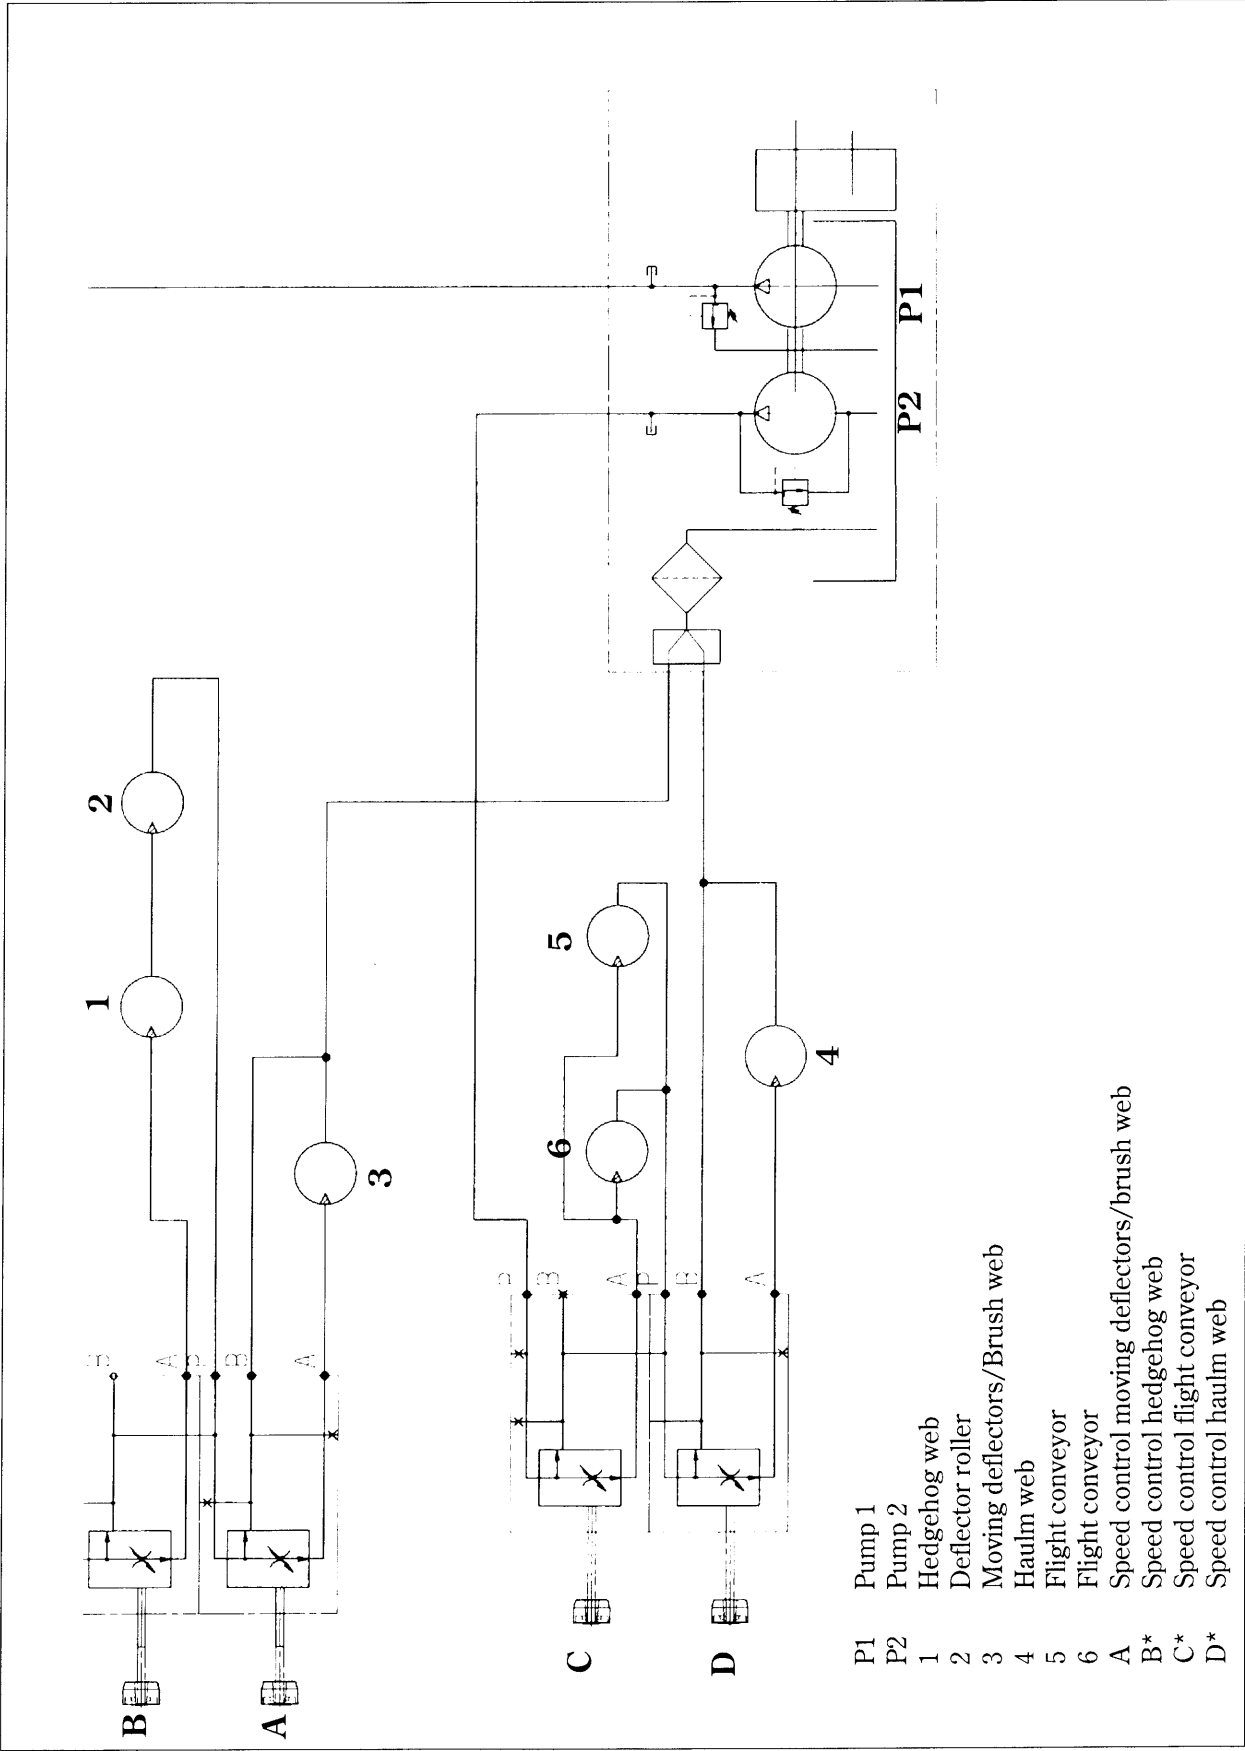 B
A
C
D
1
2
3
4
5
6
P1
P2
B
A
P
B
A
P
B
A
P
B
A
P1 Pump 1
P2 Pump 2
1 Hedgehog web
2 Deflector roller
3 Moving deflectors/Brush web
4 Haulm web
5 Flight conveyor
6 Flight conveyor
A Speed control moving deflectors/brush web
B* Speed control hedgehog web
C* Speed control flight conveyor
D* Speed control haulm web